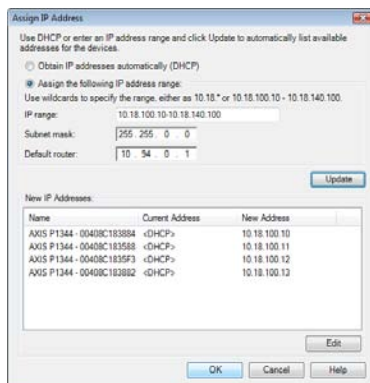 Assign IP Address
Use DHCP or enter an IP address range and click Update to automatically list available
addresses for the devices.
Obtain IP addresses automatically (DHCP)
Assign the following IP address range:
Use wildcards to specify the range, either as 10.18.* or 10.18.100.10 - 10.18.140.100.
IP range: 10.18.100.10-10.18.140.100
Subnet mask: 255 . 255 . 0 . 0
Default router: 10 . 94 . 0 . 1
Update
New IP Addresses:
Name Current Address New Address
AXIS P1344 - 00408C183884 <DHCP> 10.18.100.10
AXIS P1344 - 00408C183588 <DHCP> 10.18.100.11
AXIS P1344 - 00408C1835F3 <DHCP> 10.18.100.12
AXIS P1344 - 00408C183882 <DHCP> 10.18.100.13
Edit
OK Cancel Help